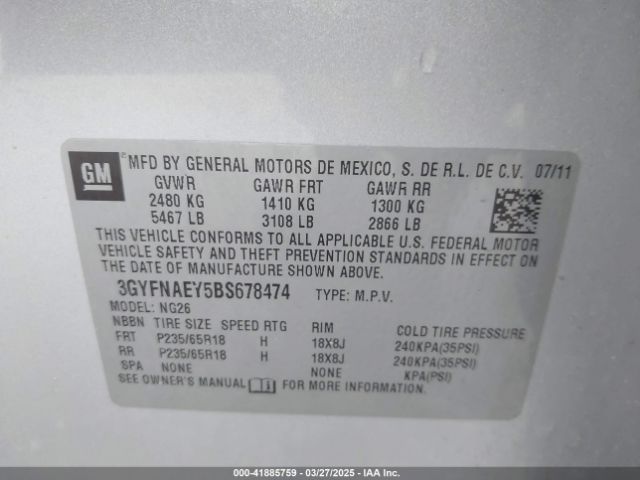 GM
MFD BY GENERAL MOTORS DE MEXICO, S. DE R.L. DE C.V. 07/11
GVWR GAWR FRT GAWR RR
2480 KG 1410 KG 1300 KG
5467 LB 3108 LB 2866 LB
THIS VEHICLE CONFORMS TO ALL APPLICABLE U.S. FEDERAL MOTOR
VEHICLE SAFETY AND THEFT PREVENTION STANDARDS IN EFFECT ON
THE DATE OF MANUFACTURE SHOWN ABOVE.
3GYFNAEY5BS678474 TYPE: M.P.V.
MODEL: NG26
NBBN TIRE SIZE SPEED RTG RIM COLD TIRE PRESSURE
FRT P235/65R18 H 18X8J 240KPA(35PSI)
RR P235/65R18 H 18X8J 240KPA(35PSI)
SPA NONE NONE KPA(PSI)
SEE OWNER'S MANUAL FOR MORE INFORMATION.
000-41885759 — 03/27/2025 — IAAI US